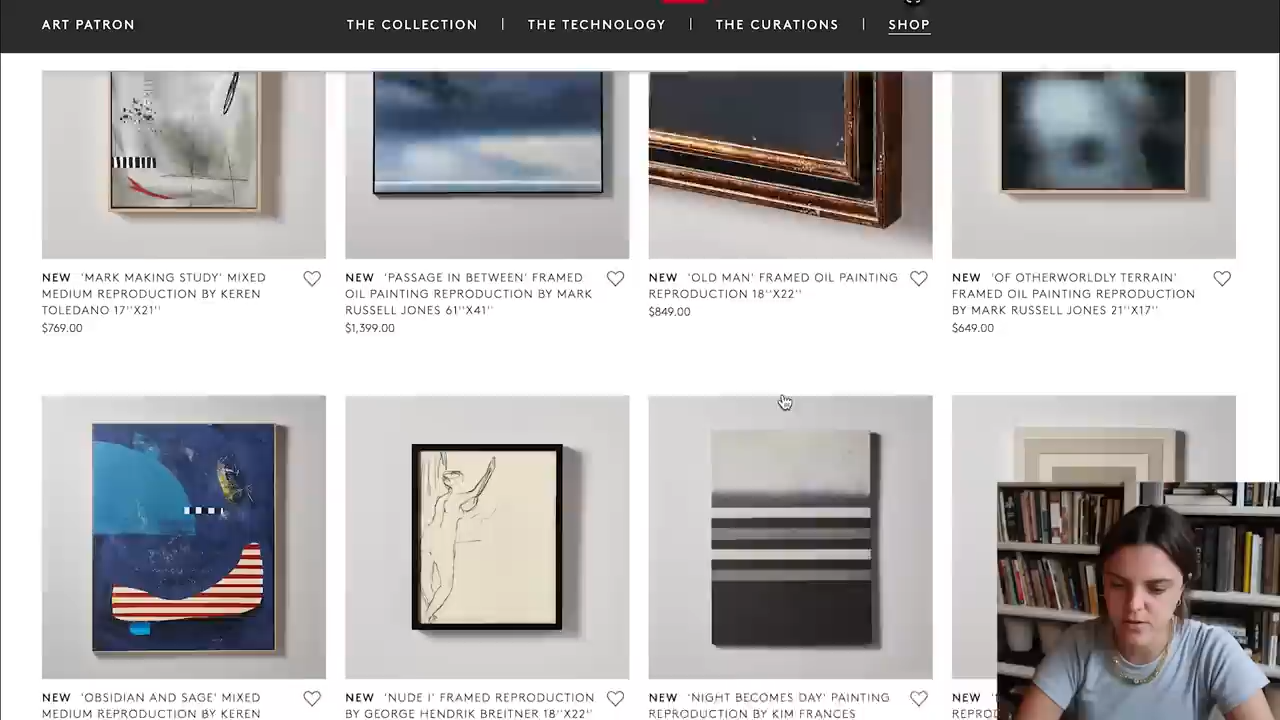 ART PATRON
THE COLLECTION | THE TECHNOLOGY | THE CURATIONS | SHOP
NEW 'MARK MAKING STUDY' MIXED
MEDIUM REPRODUCTION BY KEREN
TOLEDANO 17''X21''
$769.00
NEW 'PASSAGE IN BETWEEN' FRAMED
OIL PAINTING REPRODUCTION BY MARK
RUSSELL JONES 61''X41''
$1,399.00
NEW 'OLD MAN' FRAMED OIL PAINTING
REPRODUCTION 18''X22''
$849.00
NEW 'OF OTHERWORLDLY TERRAIN'
FRAMED OIL PAINTING REPRODUCTION
BY MARK RUSSELL JONES 21''X17''
$649.00
NEW 'OBSIDIAN AND SAGE' MIXED
MEDIUM REPRODUCTION BY KEREN
NEW 'NUDE I' FRAMED REPRODUCTION
BY GEORGE HENDRIK BREITNER 18''X22''
NEW 'NIGHT BECOMES DAY' PAINTING
REPRODUCTION BY KIM FRANCES
NEW